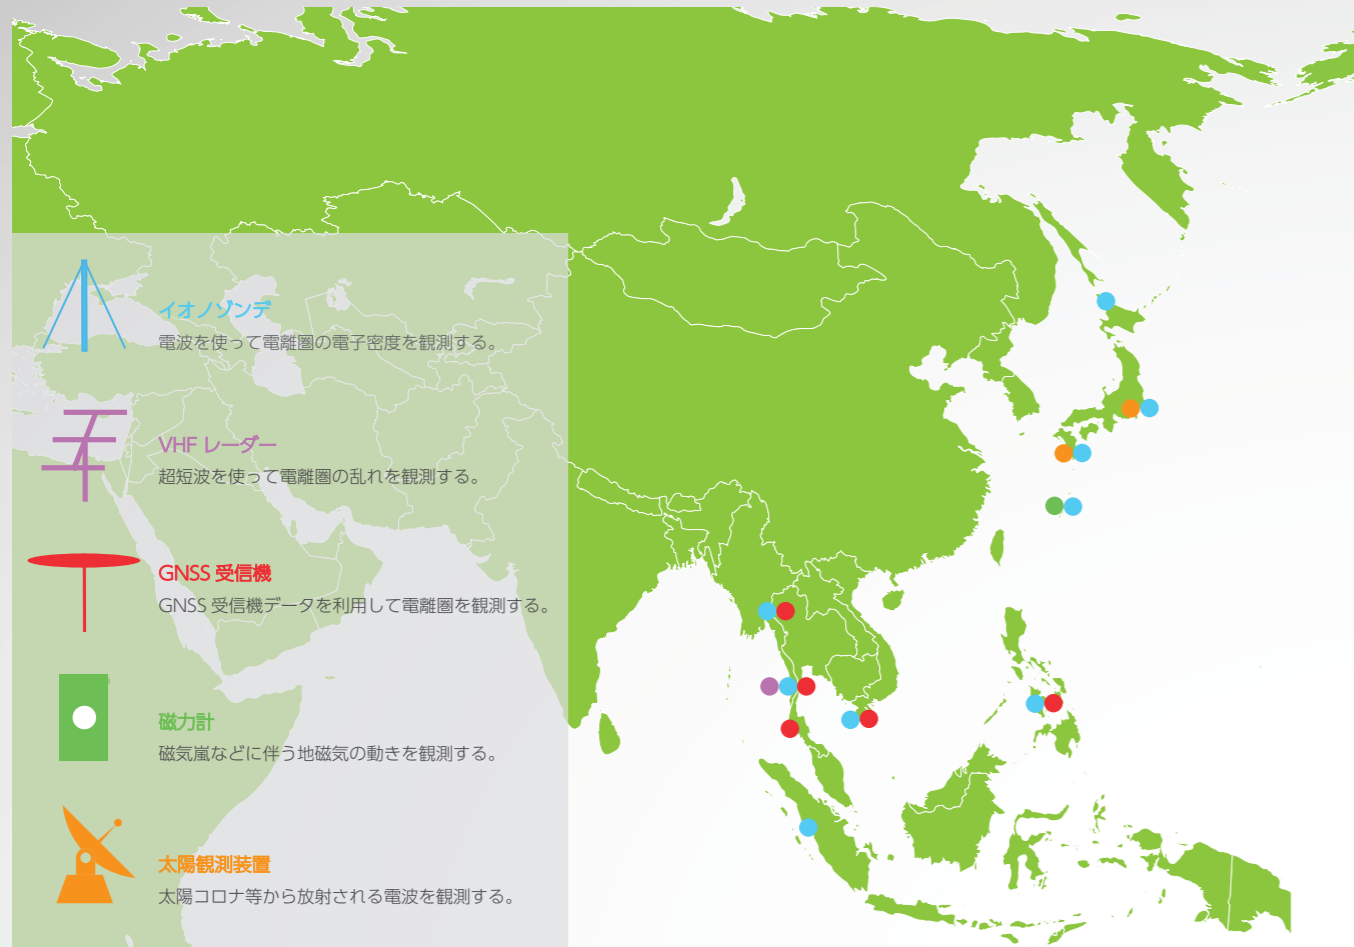 イオノゾンデ
電波を使って電離圏の電子密度を観測する。
VHF レーダー
超短波を使って電離圏の乱れを観測する。
GNSS 受信機
GNSS 受信機データを利用して電離圏を観測する。
磁力計
磁気嵐などに伴う地磁気の動きを観測する。
太陽観測装置
太陽コロナ等から放射される電波を観測する。